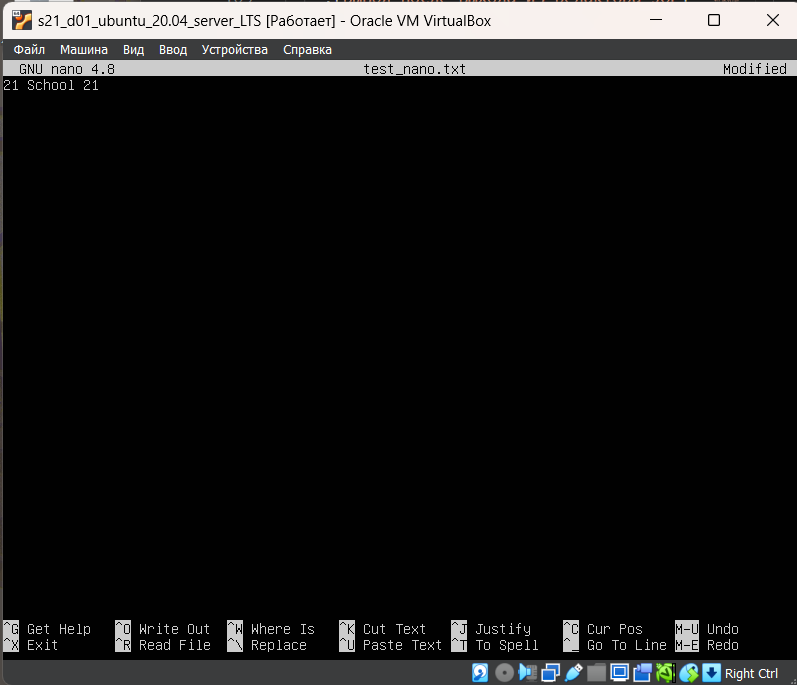 s21_d01_ubuntu_20.04_server_LTS [Работает] - Oracle VM VirtualBox
Файл Машина Вид Ввод Устройства Справка
GNU nano 4.8 test_nano.txt Modified
21 School 21
^G Get Help ^O Write Out ^W Where Is ^K Cut Text ^J Justify ^C Cur Pos M-U Undo
^X Exit ^R Read File ^\ Replace ^U Paste Text ^T To Spell ^_ Go To Line M-E Redo
Right Ctrl